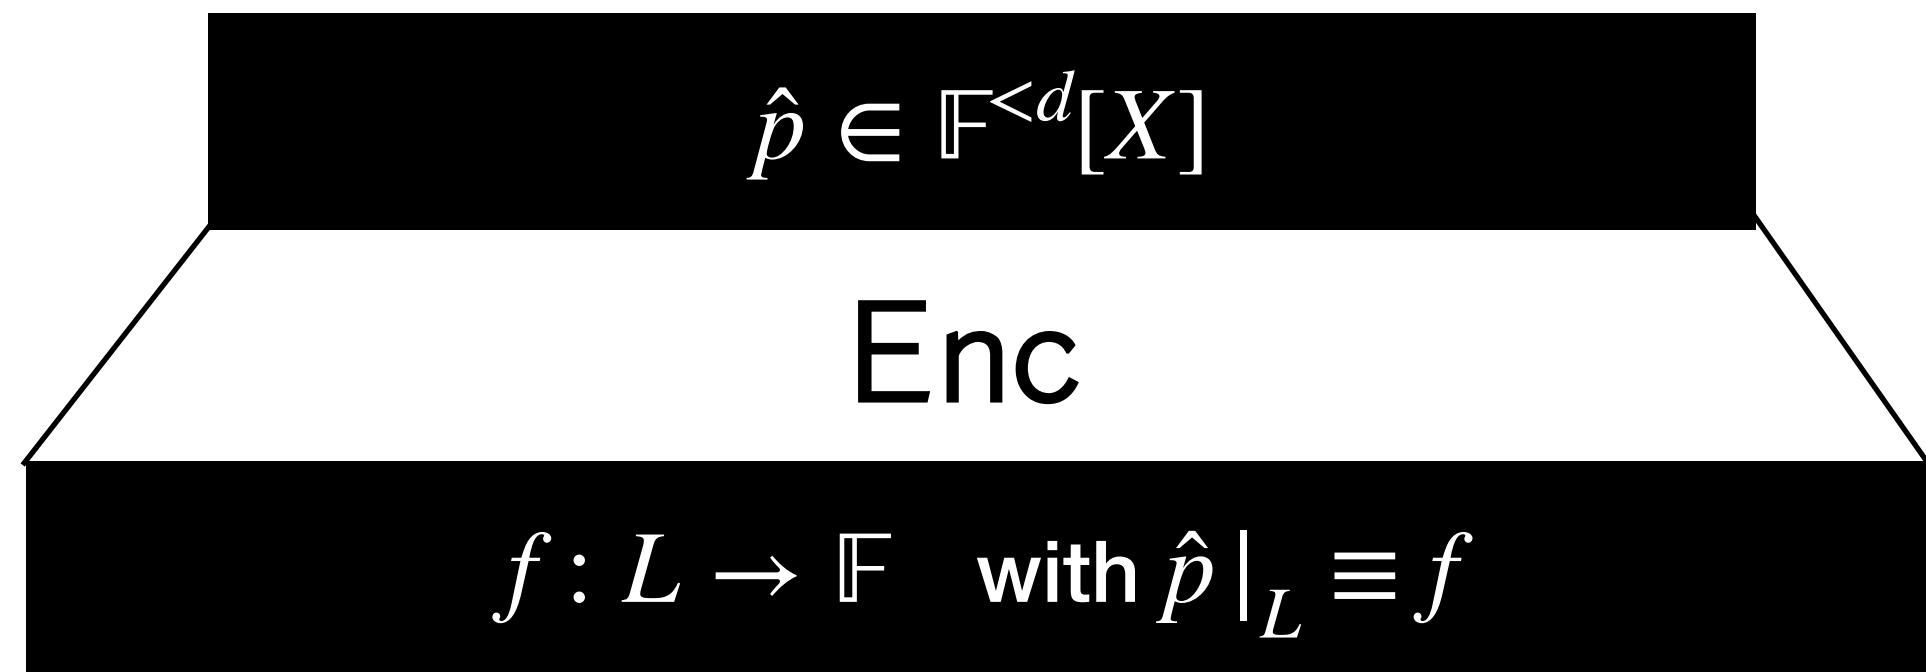 p̂ ∈ 𝔽^{<d}[X]
Enc
f : L → 𝔽 with p̂|_L ≡ f